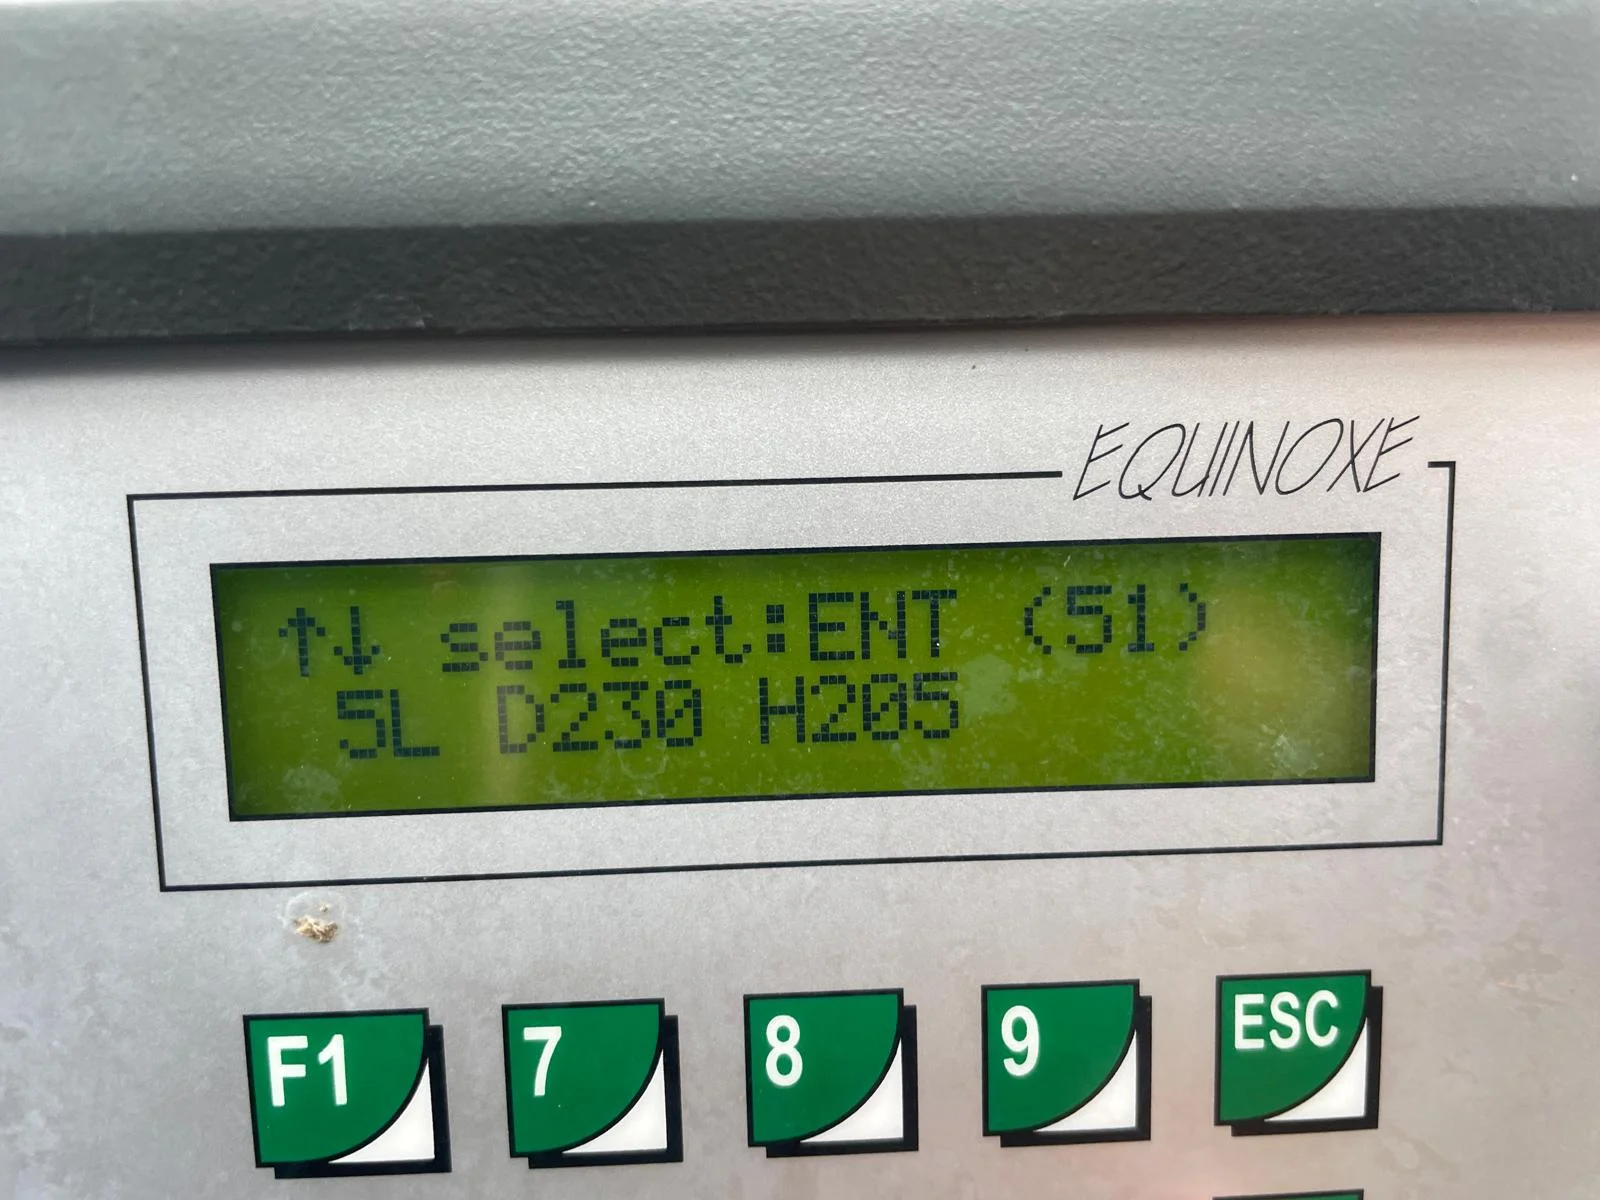 EQUINOXE
↑↓ select:ENT (51)
5L D230 H205
F1 7 8 9 ESC